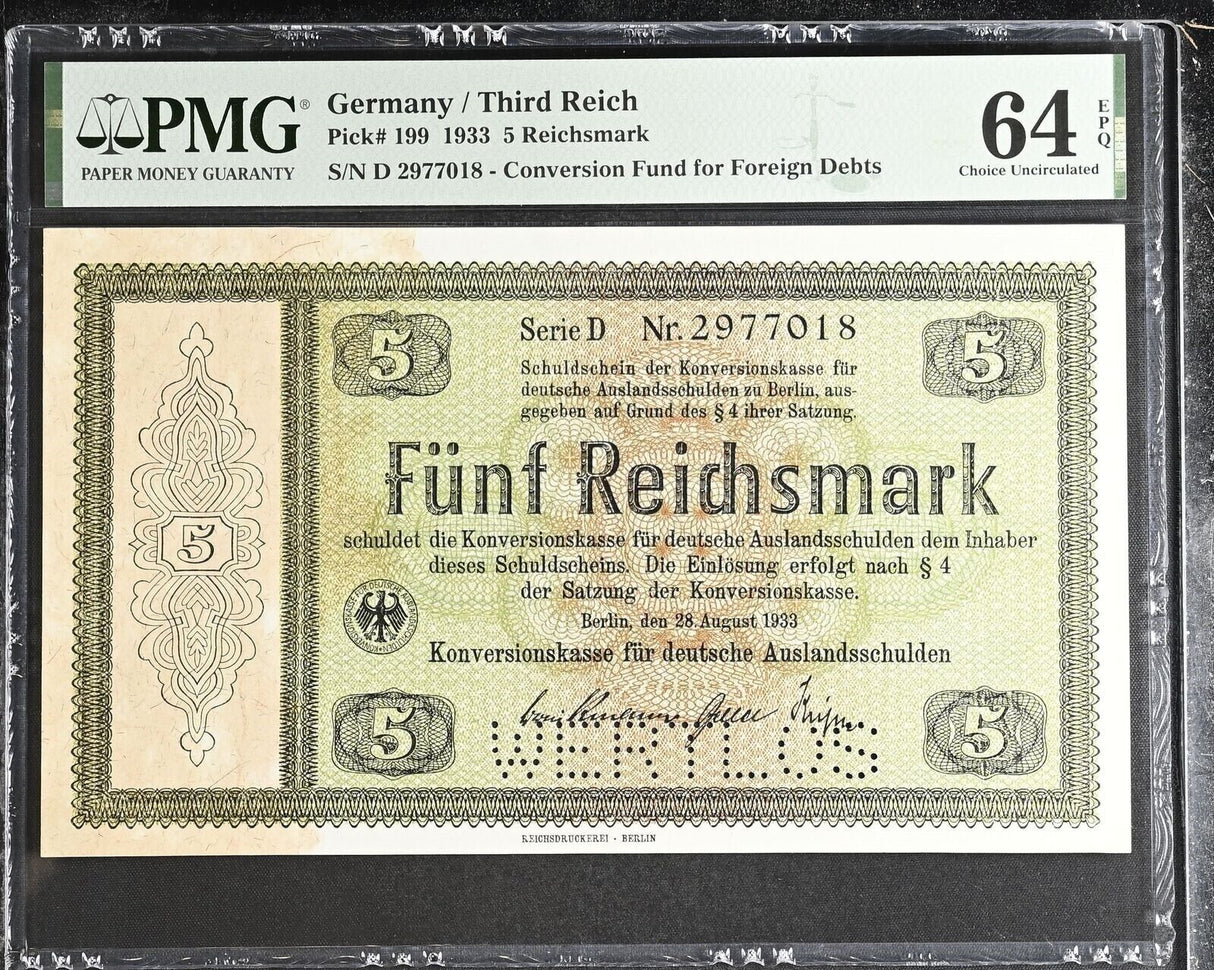 PMG®
PAPER MONEY GUARANTY
Germany / Third Reich
Pick# 199 1933 5 Reichsmark
S/N D 2977018 - Conversion Fund for Foreign Debts
64 EPQ
Choice Uncirculated
5
5
Serie D Nr. 2977018
Schuldschein der Konversionskasse für
deutsche Auslandsschulden zu Berlin, aus-
gegeben auf Grund des § 4 ihrer Satzung.
Fünf Reichsmark
5
schuldet die Konversionskasse für deutsche Auslandsschulden dem Inhaber
dieses Schuldscheins. Die Einlösung erfolgt nach § 4
der Satzung der Konversionskasse.
Berlin, den 28. August 1933
Konversionskasse für deutsche Auslandsschulden
5
5
WERTLOS
REICHSDRUCKEREI - BERLIN